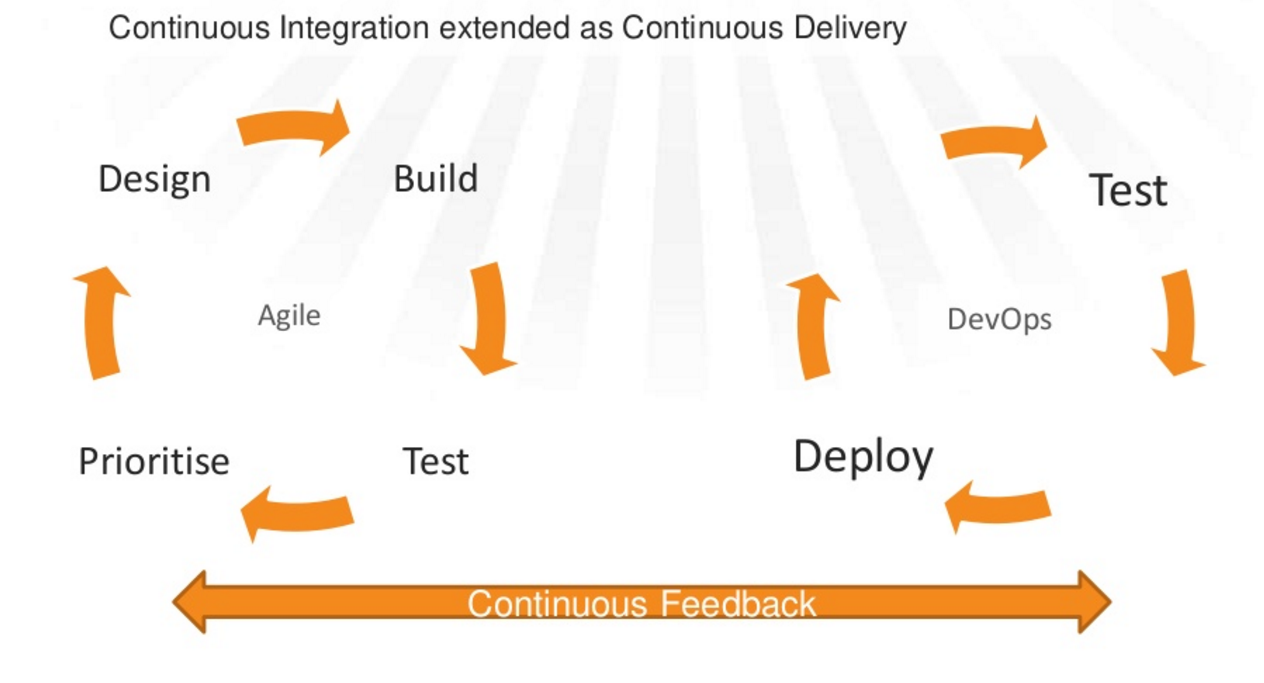 Continuous Integration extended as Continuous Delivery
Design
Build
Test
Agile
DevOps
Prioritise
Test
Deploy
Continuous Feedback